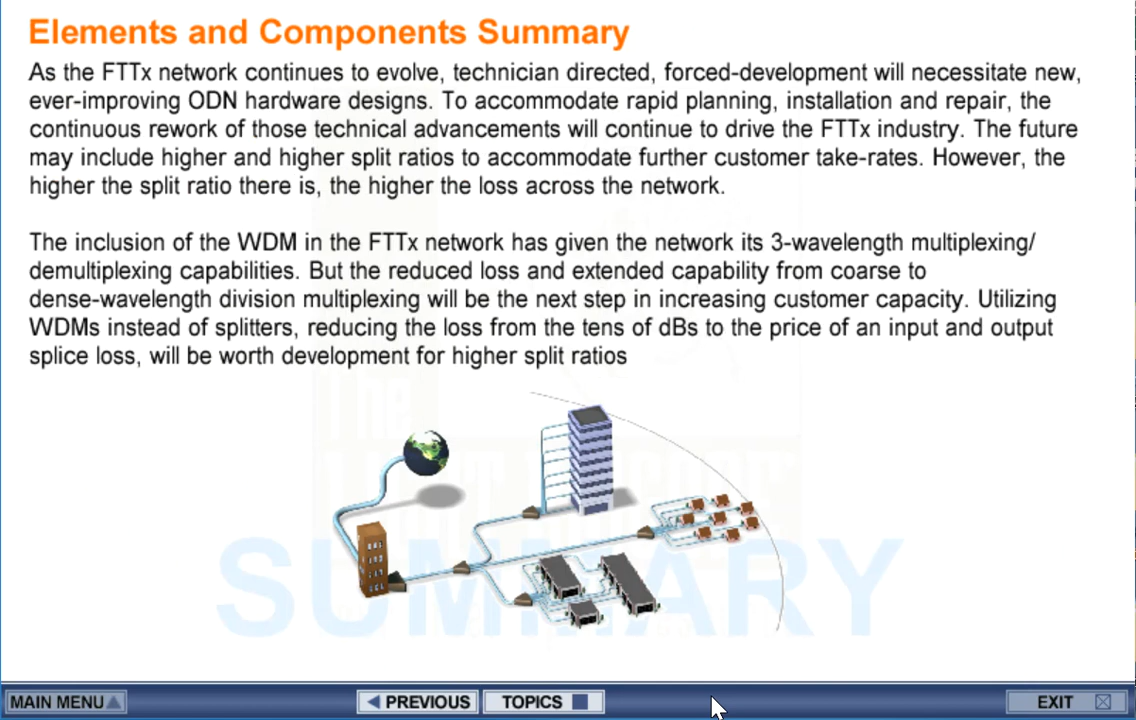 Elements and Components Summary
As the FTTx network continues to evolve, technician directed, forced-development will necessitate new,
ever-improving ODN hardware designs. To accommodate rapid planning, installation and repair, the
continuous rework of those technical advancements will continue to drive the FTTx industry. The future
may include higher and higher split ratios to accommodate further customer take-rates. However, the
higher the split ratio there is, the higher the loss across the network.
The inclusion of the WDM in the FTTx network has given the network its 3-wavelength multiplexing/
demultiplexing capabilities. But the reduced loss and extended capability from coarse to
dense-wavelength division multiplexing will be the next step in increasing customer capacity. Utilizing
WDMs instead of splitters, reducing the loss from the tens of dBs to the price of an input and output
splice loss, will be worth development for higher split ratios
SUMMARY
MAIN MENU PREVIOUS TOPICS EXIT